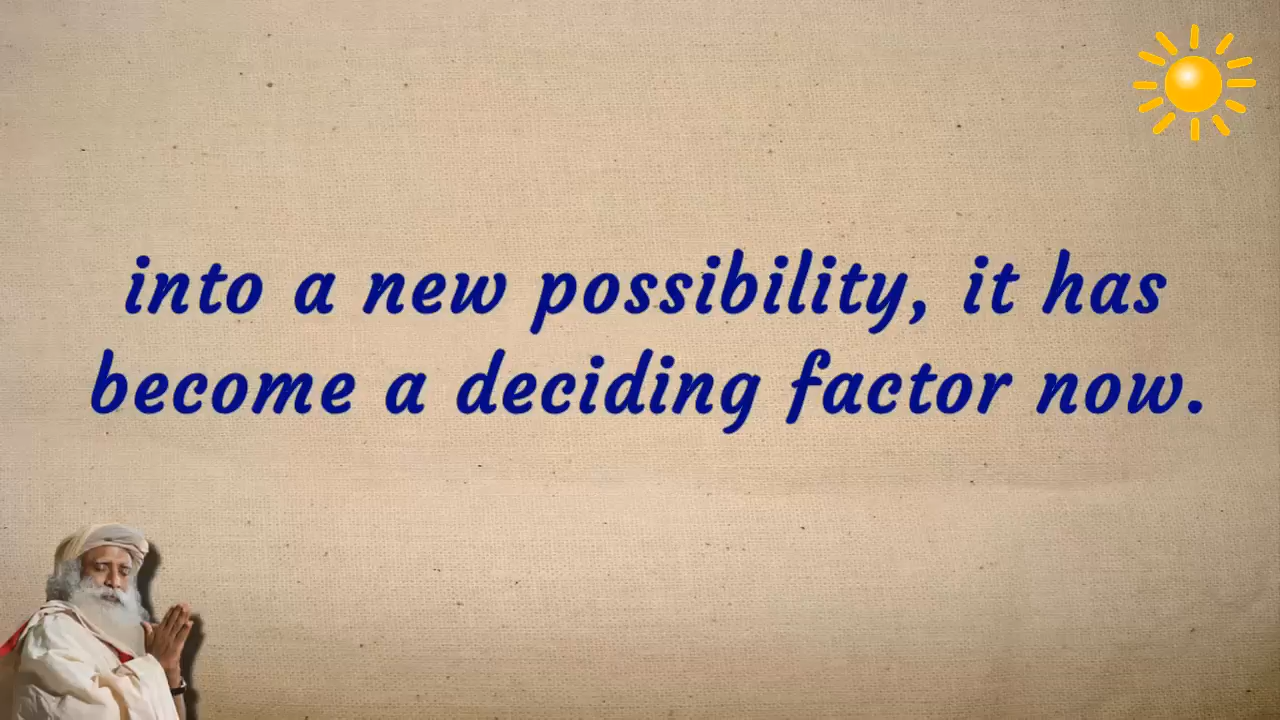 into a new possibility, it has
become a deciding factor now.